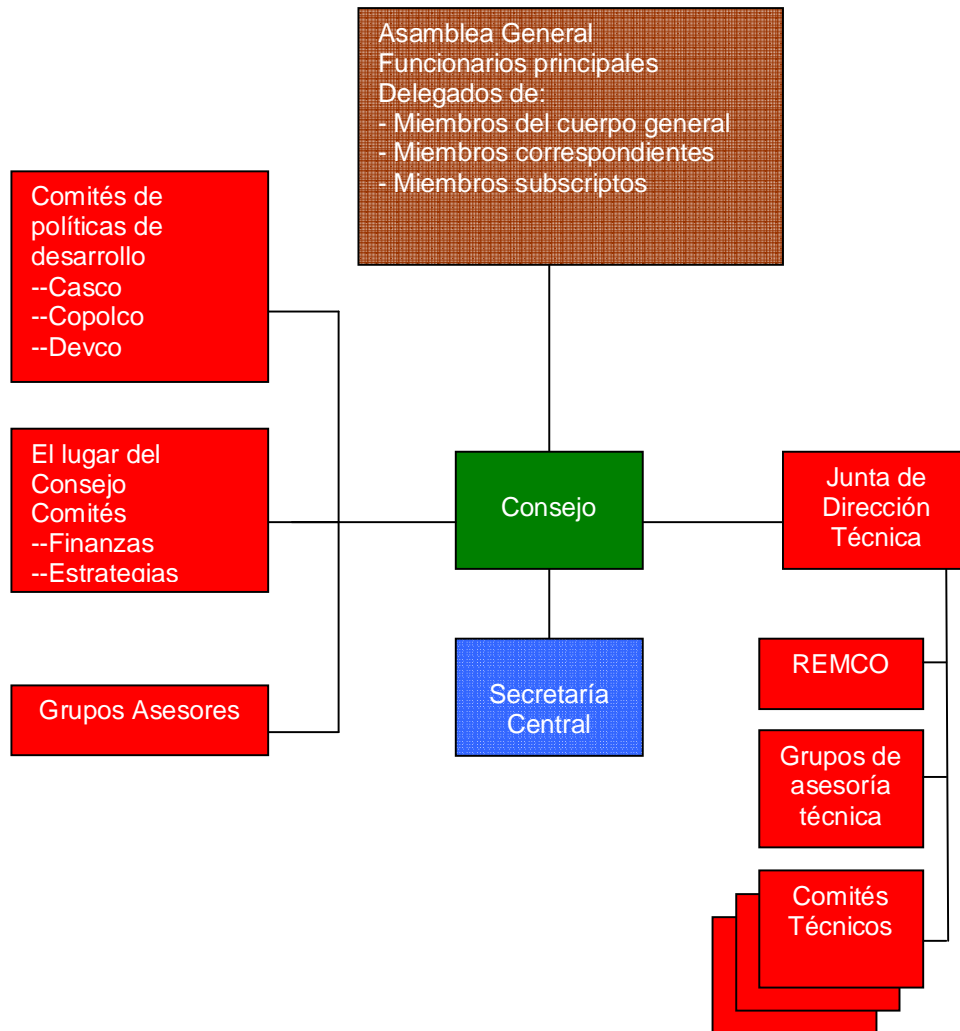 Asamblea General
Funcionarios principales
Delegados de:
- Miembros del cuerpo general
- Miembros correspondientes
- Miembros subscriptos
Comités de
políticas de
desarrollo
--Casco
--Copolco
--Devco
El lugar del
Consejo
Comités
--Finanzas
--Estrategias
Consejo
Junta de
Dirección
Técnica
Grupos Asesores
Secretaría
Central
REMCO
Grupos de
asesoría
técnica
Comités
Técnicos